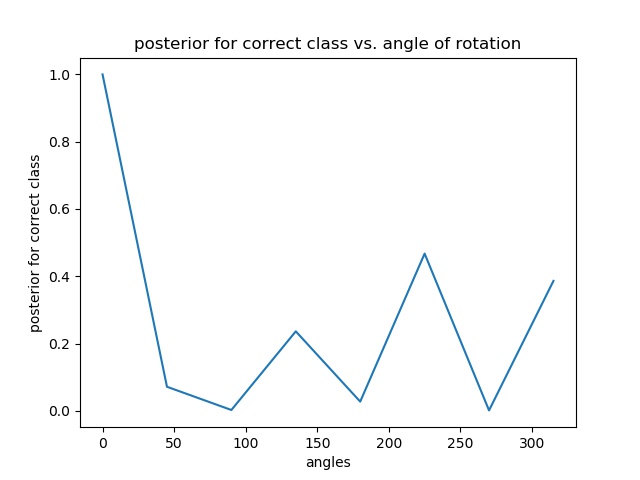 posterior for correct class vs. angle of rotation
posterior for correct class
1.0
0.8
0.6
0.4
0.2
0.0
0 50 100 150 200 250 300
angles